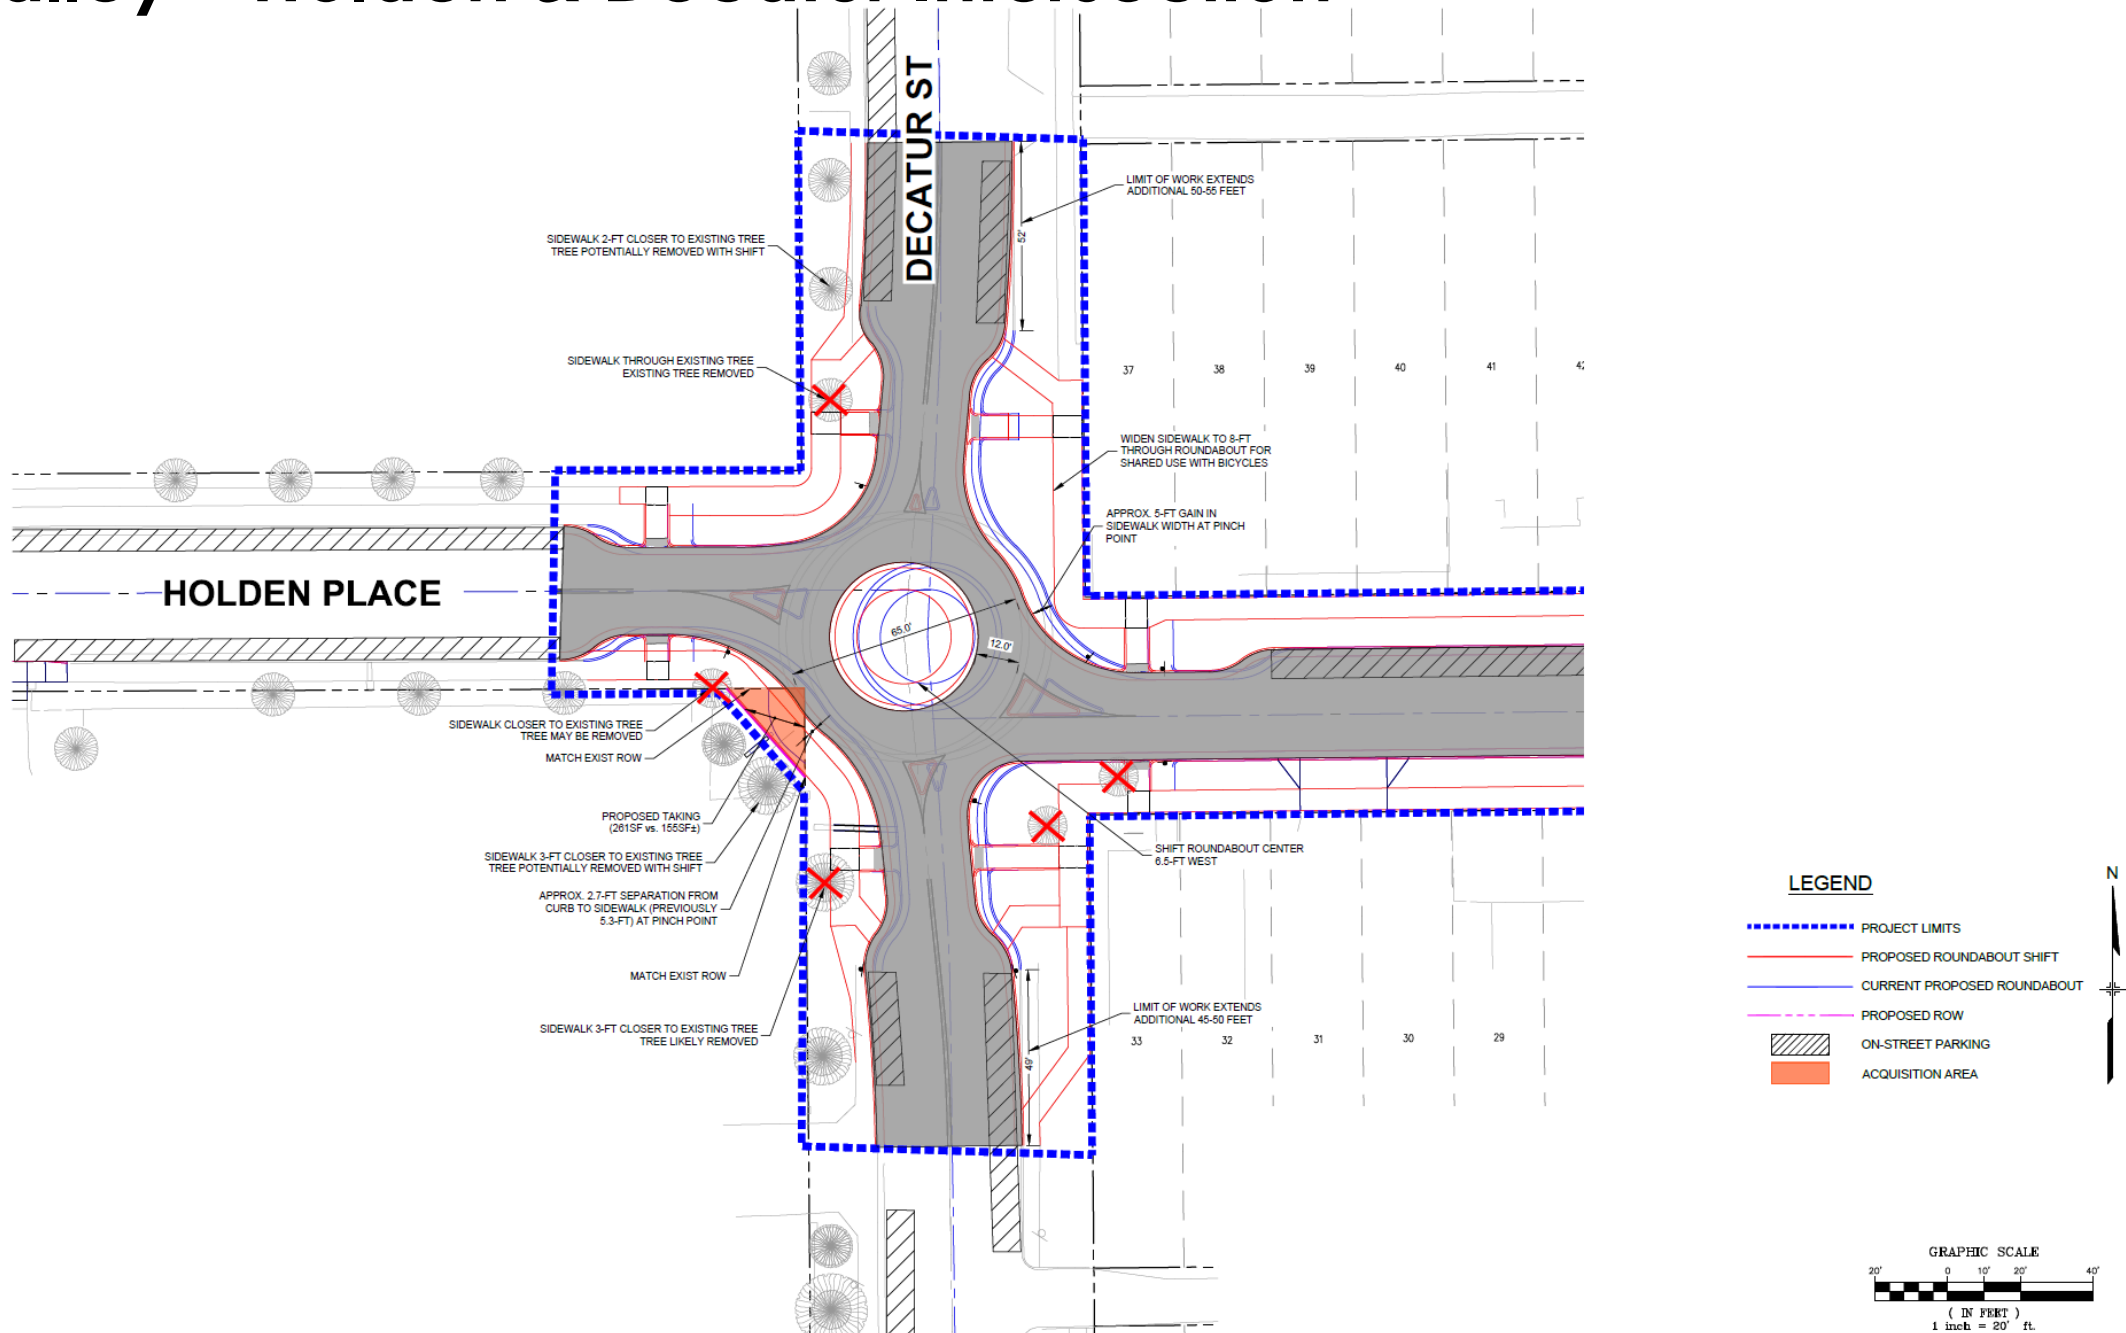 DECATUR ST
LIMIT OF WORK EXTENDS
ADDITIONAL 50-55 FEET
52'
SIDEWALK 2-FT CLOSER TO EXISTING TREE
TREE POTENTIALLY REMOVED WITH SHIFT
SIDEWALK THROUGH EXISTING TREE
EXISTING TREE REMOVED
37
38
39
40
41
WIDEN SIDEWALK TO 8-FT
THROUGH ROUNDABOUT FOR
SHARED USE WITH BICYCLES
APPROX. 5-FT GAIN IN
SIDEWALK WIDTH AT PINCH
POINT
HOLDEN PLACE
65.0'
12.0'
SIDEWALK CLOSER TO EXISTING TREE
TREE MAY BE REMOVED
MATCH EXIST ROW
PROPOSED TAKING
(261SF vs. 155SF±)
SIDEWALK 3-FT CLOSER TO EXISTING TREE
TREE POTENTIALLY REMOVED WITH SHIFT
APPROX. 2.7-FT SEPARATION FROM
CURB TO SIDEWALK (PREVIOUSLY
5.3-FT) AT PINCH POINT
MATCH EXIST ROW
SIDEWALK 3-FT CLOSER TO EXISTING TREE
TREE LIKELY REMOVED
SHIFT ROUNDABOUT CENTER
6.5-FT WEST
LIMIT OF WORK EXTENDS
ADDITIONAL 45-50 FEET
49'
33
32
31
30
29
LEGEND
N
PROJECT LIMITS
PROPOSED ROUNDABOUT SHIFT
CURRENT PROPOSED ROUNDABOUT
PROPOSED ROW
ON-STREET PARKING
ACQUISITION AREA
GRAPHIC SCALE
20' 0 10' 20' 40'
( IN FEET )
1 inch = 20' ft.